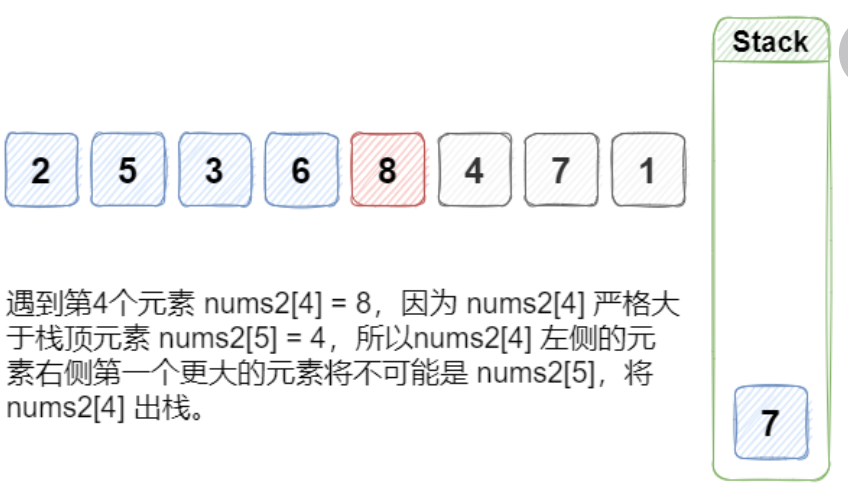 Stack
2 5 3 6 8 4 7 1
遇到第4个元素 nums2[4] = 8，因为 nums2[4] 严格大
于栈顶元素 nums2[5] = 4，所以nums2[4] 左侧的元
素右侧第一个更大的元素将不可能是 nums2[5]，将
nums2[4] 出栈。
7